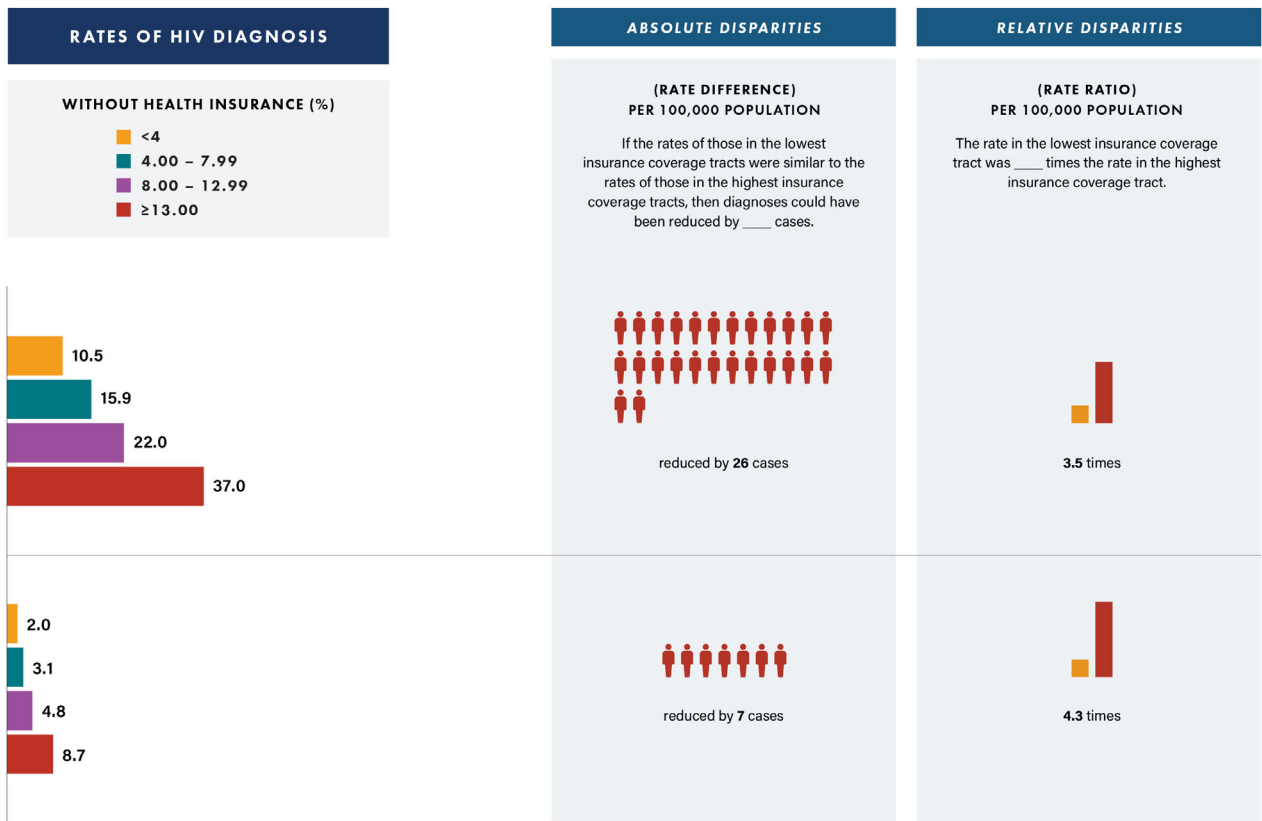 RATES OF HIV DIAGNOSIS
WITHOUT HEALTH INSURANCE (%)
<4
4.00 – 7.99
8.00 – 12.99
≥13.00
ABSOLUTE DISPARITIES
(RATE DIFFERENCE)
PER 100,000 POPULATION
If the rates of those in the lowest
insurance coverage tracts were similar to the
rates of those in the highest insurance
coverage tracts, then diagnoses could have
been reduced by ____ cases.
RELATIVE DISPARITIES
(RATE RATIO)
PER 100,000 POPULATION
The rate in the lowest insurance coverage
tract was ____ times the rate in the highest
insurance coverage tract.
10.5
15.9
22.0
37.0
reduced by 26 cases
3.5 times
2.0
3.1
4.8
8.7
reduced by 7 cases
4.3 times